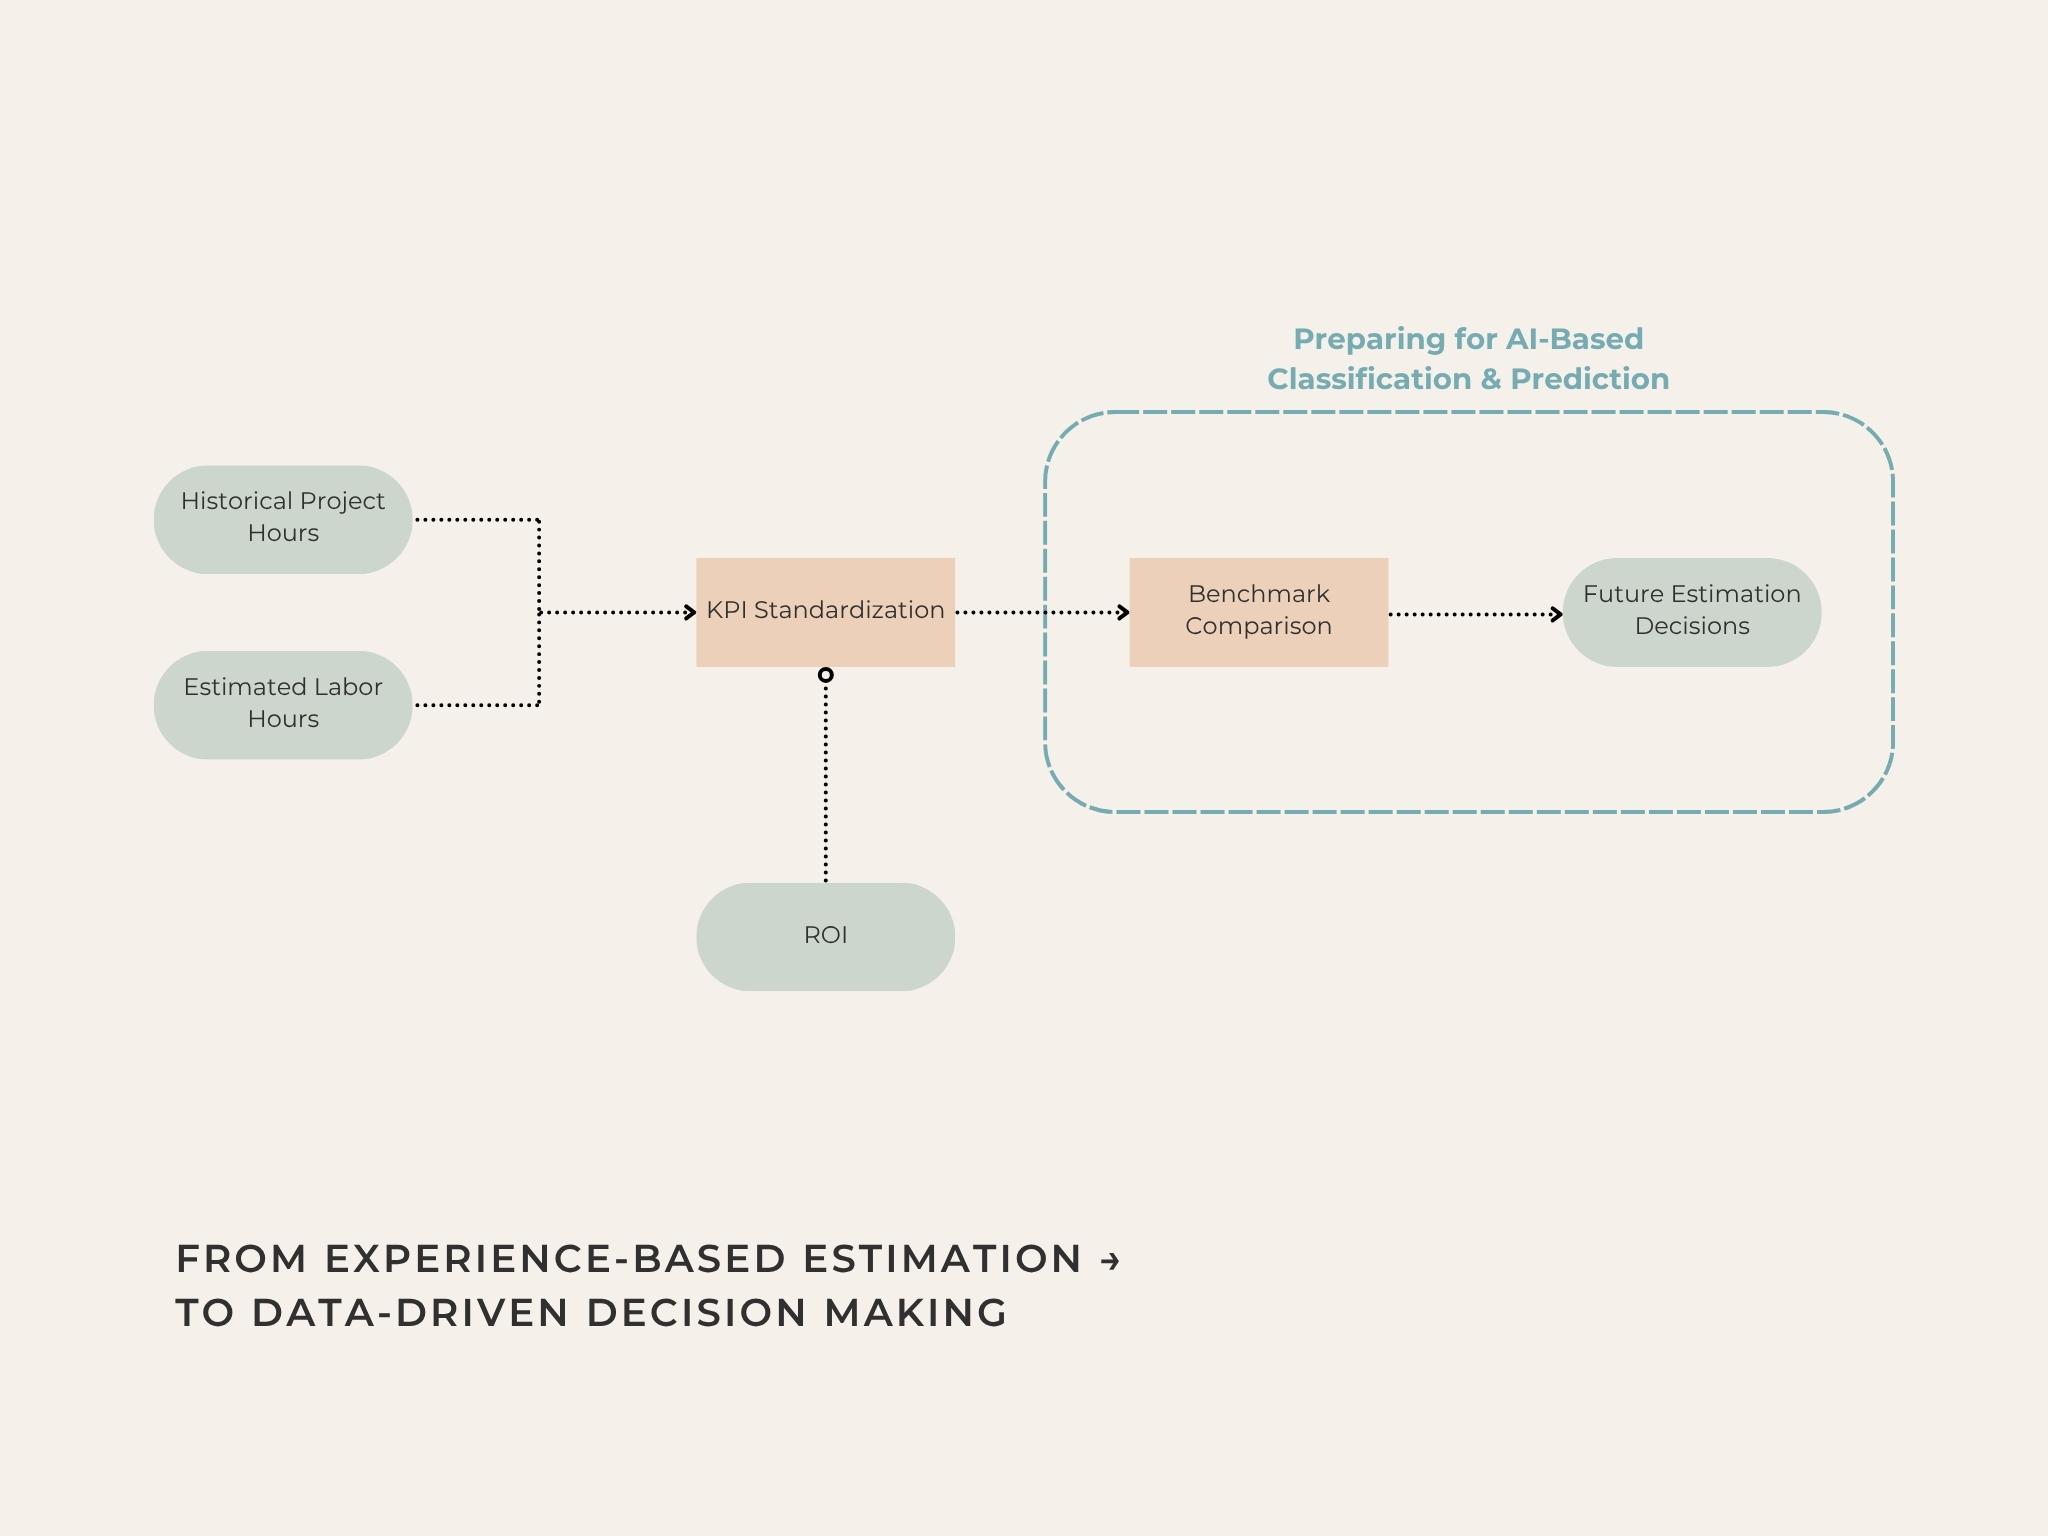 Preparing for AI-Based
Classification & Prediction
Historical Project
Hours
Estimated Labor
Hours
KPI Standardization
Benchmark
Comparison
Future Estimation
Decisions
ROI
FROM EXPERIENCE-BASED ESTIMATION →
TO DATA-DRIVEN DECISION MAKING